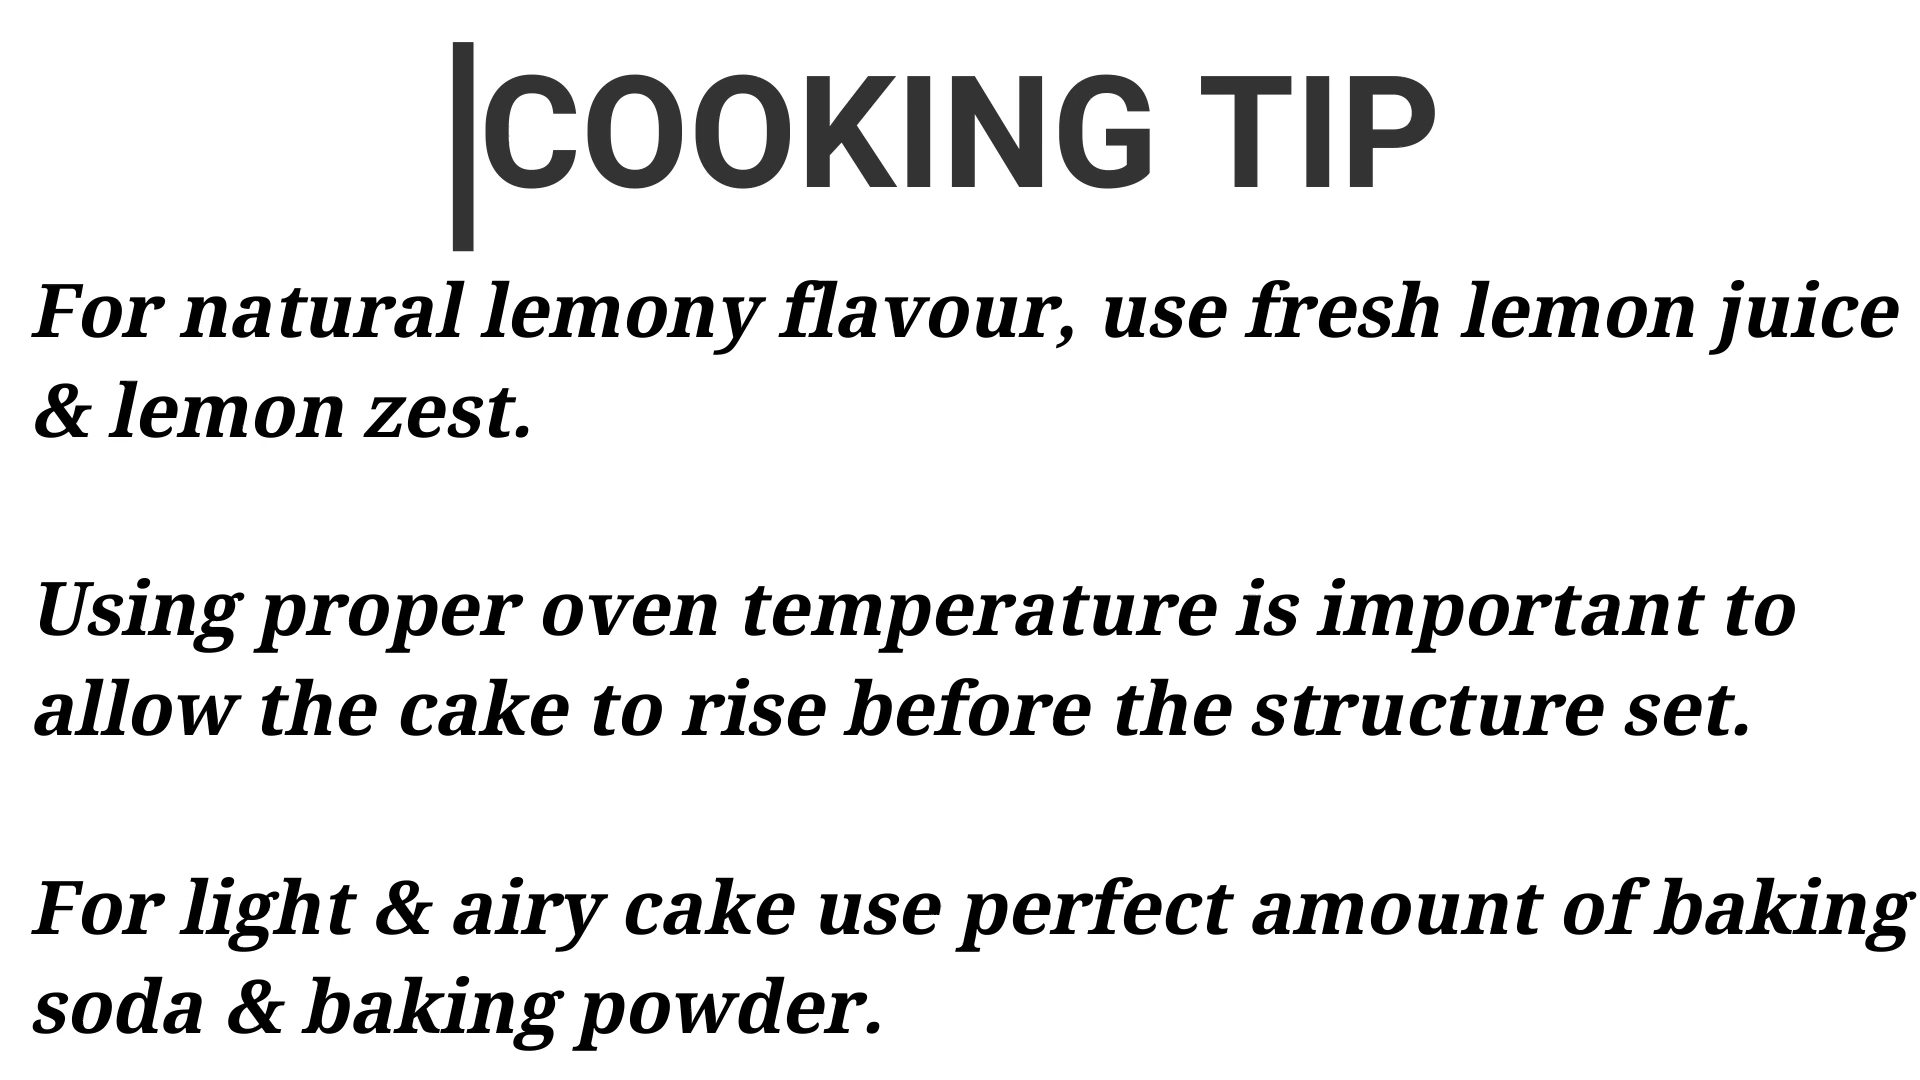 COOKING TIP
For natural lemony flavour, use fresh lemon juice
& lemon zest.
Using proper oven temperature is important to
allow the cake to rise before the structure set.
For light & airy cake use perfect amount of baking
soda & baking powder.